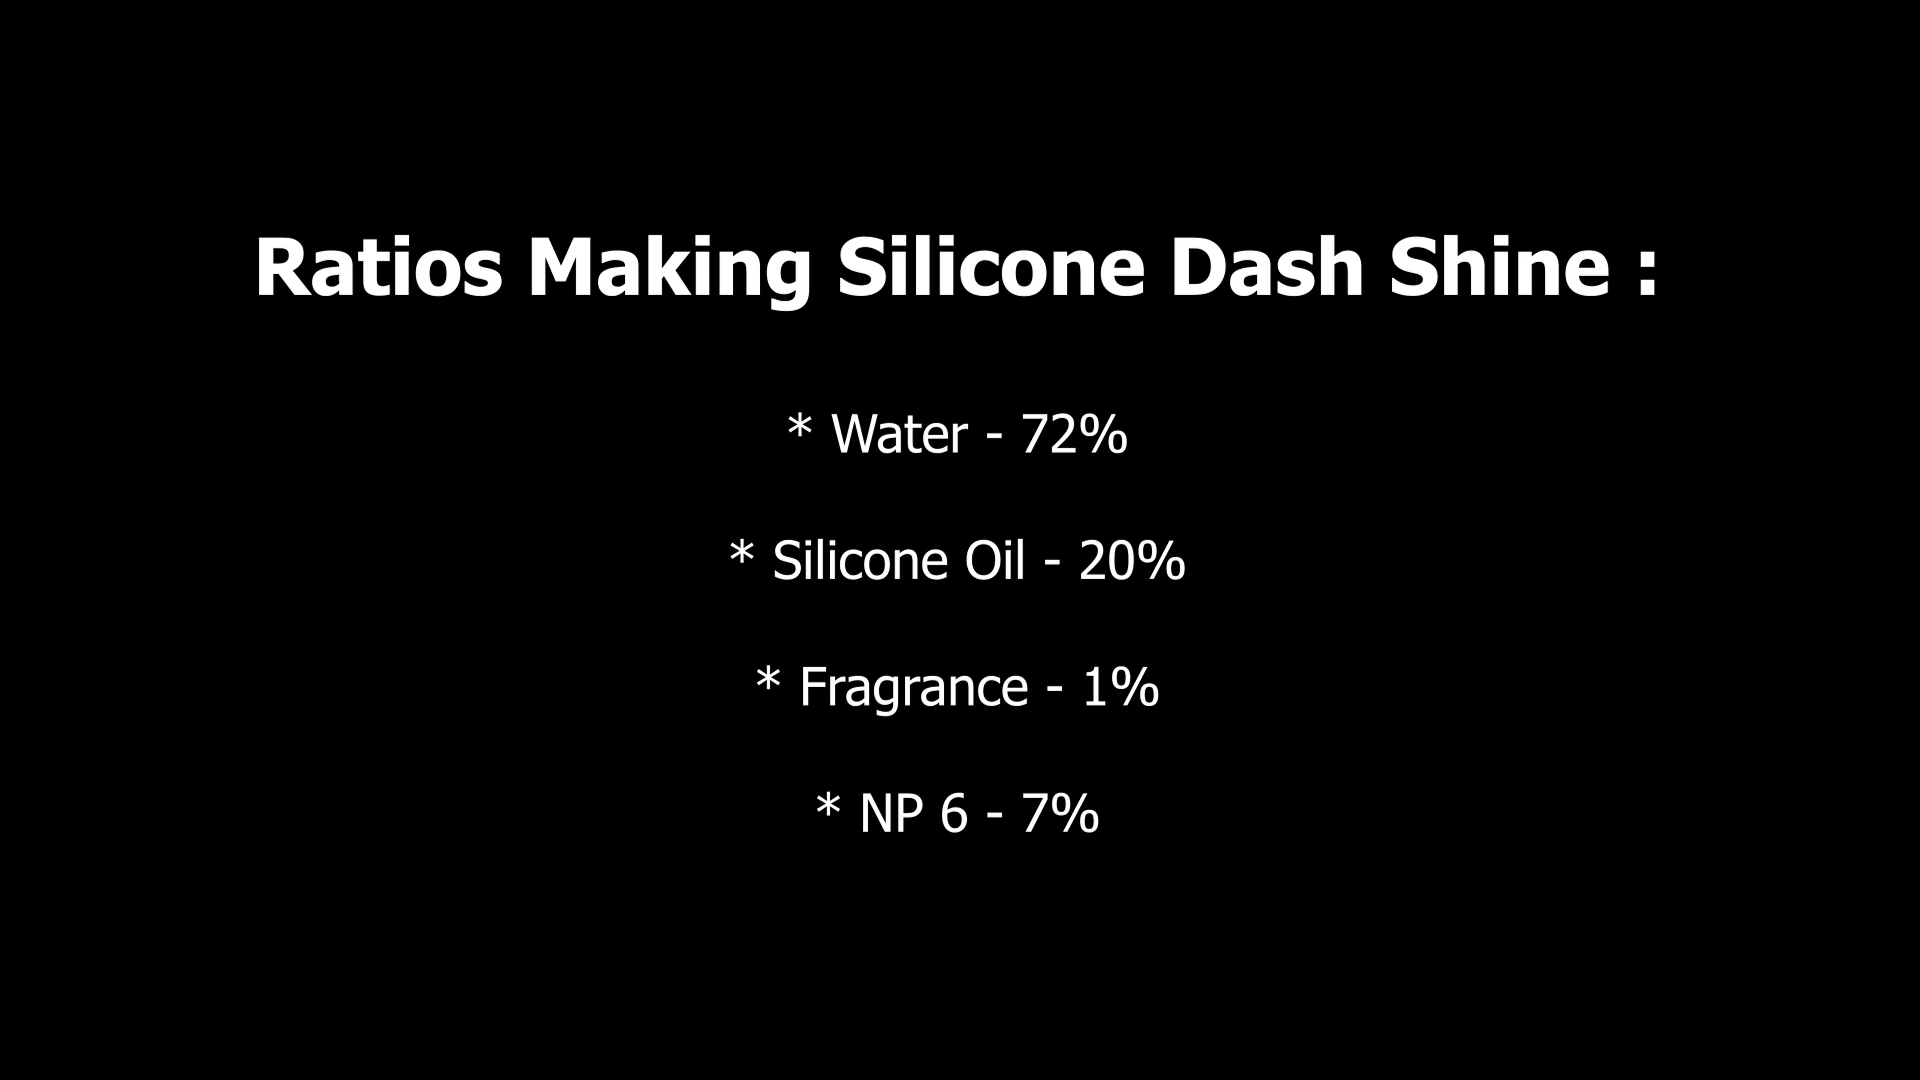 Ratios Making Silicone Dash Shine :
* Water - 72%
* Silicone Oil - 20%
* Fragrance - 1%
* NP 6 - 7%